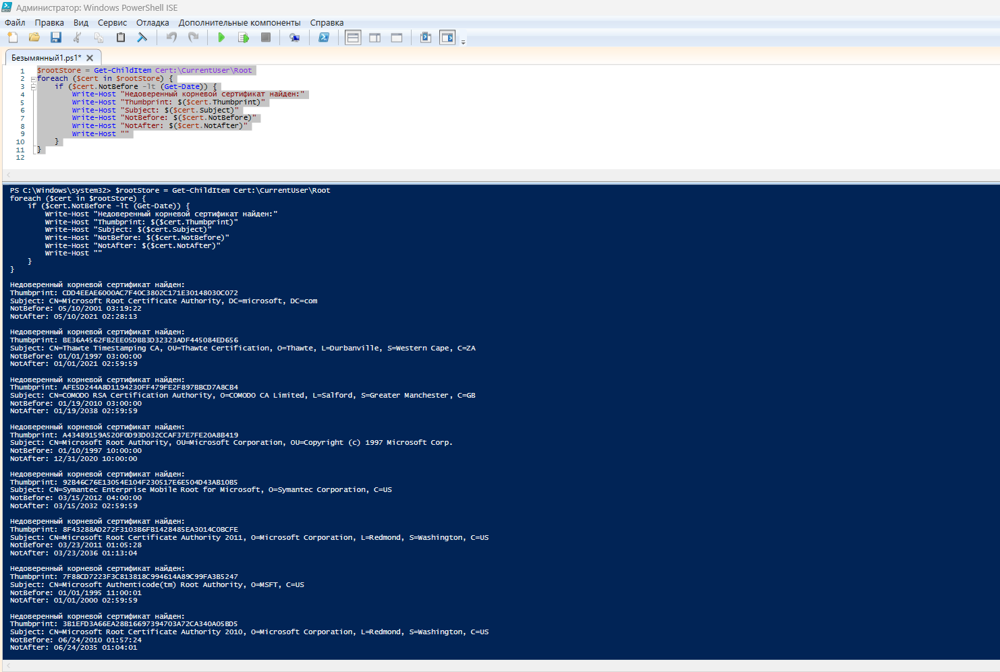 Администратор: Windows PowerShell ISE
Файл Правка Вид Сервис Отладка Дополнительные компоненты Справка
Безымянный1.ps1*
1 $rootStore = Get-ChildItem Cert:\CurrentUser\Root
2 foreach ($cert in $rootStore) {
3     if ($cert.NotBefore -lt (Get-Date)) {
4         Write-Host "Недоверенный корневой сертификат найден:"
5         Write-Host "Thumbprint: $($cert.Thumbprint)"
6         Write-Host "Subject: $($cert.Subject)"
7         Write-Host "NotBefore: $($cert.NotBefore)"
8         Write-Host "NotAfter: $($cert.NotAfter)"
9         Write-Host ""
10     }
11 }
12
PS C:\Windows\system32> $rootStore = Get-ChildItem Cert:\CurrentUser\Root
foreach ($cert in $rootStore) {
    if ($cert.NotBefore -lt (Get-Date)) {
        Write-Host "Недоверенный корневой сертификат найден:"
        Write-Host "Thumbprint: $($cert.Thumbprint)"
        Write-Host "Subject: $($cert.Subject)"
        Write-Host "NotBefore: $($cert.NotBefore)"
        Write-Host "NotAfter: $($cert.NotAfter)"
        Write-Host ""
    }
}
Недоверенный корневой сертификат найден:
Thumbprint: CDD4EEAE6000AC7F40C3802C171E30148030C072
Subject: CN=Microsoft Root Certificate Authority, DC=microsoft, DC=com
NotBefore: 05/10/2001 03:19:22
NotAfter: 05/10/2021 02:28:13
Недоверенный корневой сертификат найден:
Thumbprint: BE36A4562FB2EE05DBB3D32323ADF445084ED656
Subject: CN=Thawte Timestamping CA, OU=Thawte Certification, O=Thawte, L=Durbanville, S=Western Cape, C=ZA
NotBefore: 01/01/1997 03:00:00
NotAfter: 01/01/2021 02:59:59
Недоверенный корневой сертификат найден:
Thumbprint: AFE5D244A8D1194230FF479FE2F897BBCD7A8CB4
Subject: CN=COMODO RSA Certification Authority, O=COMODO CA Limited, L=Salford, S=Greater Manchester, C=GB
NotBefore: 01/19/2010 03:00:00
NotAfter: 01/19/2038 02:59:59
Недоверенный корневой сертификат найден:
Thumbprint: A43489159A520F0D93D032CCAF37E7FE20A8B419
Subject: CN=Microsoft Root Authority, OU=Microsoft Corporation, OU=Copyright (c) 1997 Microsoft Corp.
NotBefore: 01/10/1997 10:00:00
NotAfter: 12/31/2020 10:00:00
Недоверенный корневой сертификат найден:
Thumbprint: 92B46C76E13054E104F230517E6E504D43AB10B5
Subject: CN=Symantec Enterprise Mobile Root for Microsoft, O=Symantec Corporation, C=US
NotBefore: 03/15/2012 04:00:00
NotAfter: 03/15/2032 02:59:59
Недоверенный корневой сертификат найден:
Thumbprint: 8F43288AD272F3103B6FB1428485EA3014C0BCFE
Subject: CN=Microsoft Root Certificate Authority 2011, O=Microsoft Corporation, L=Redmond, S=Washington, C=US
NotBefore: 03/23/2011 01:05:28
NotAfter: 03/23/2036 01:13:04
Недоверенный корневой сертификат найден:
Thumbprint: 7F88CD7223F3C813818C994614A89C99FA3B5247
Subject: CN=Microsoft Authenticode(tm) Root Authority, O=MSFT, C=US
NotBefore: 01/01/1995 11:00:01
NotAfter: 01/01/2000 02:59:59
Недоверенный корневой сертификат найден:
Thumbprint: 3B1EFD3A66EA28B16697394703A72CA340A05BD5
Subject: CN=Microsoft Root Certificate Authority 2010, O=Microsoft Corporation, L=Redmond, S=Washington, C=US
NotBefore: 06/24/2010 01:57:24
NotAfter: 06/24/2035 01:04:01